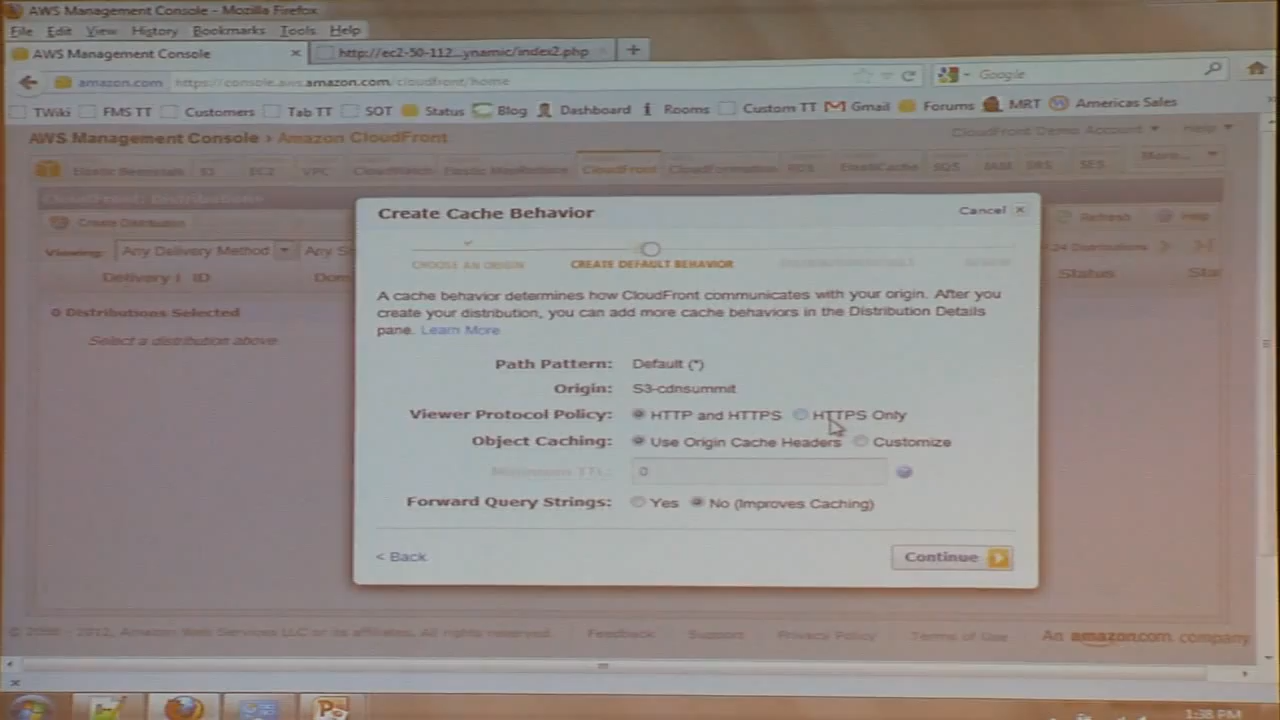 AWS Management Console - Mozilla Firefox
File Edit View History Bookmarks Tools Help
AWS Management Console × http://ec2-50-112...ynamic/index2.php × +
amazon.com https://console.aws.amazon.com/cloudfront/home Google
TWiki FMS TT Customers Tab TT SOT Status Blog Dashboard Rooms Custom TT Gmail Forums MRT Americas Sales
AWS Management Console › Amazon CloudFront CloudFront Demo Account Help
Elastic Beanstalk S3 EC2 VPC CloudWatch Elastic MapReduce CloudFront CloudFormation RDS ElastiCache SQS IAM SNS SES More...
CloudFront: Distributions
Create Distribution Refresh Help
Viewing: Any Delivery Method Any S 24 Distributions
Delivery ID Dom Status Stat
0 Distributions Selected
Select a distribution above
Create Cache Behavior Cancel ×
CHOOSE AN ORIGIN CREATE DEFAULT BEHAVIOR
A cache behavior determines how CloudFront communicates with your origin. After you
create your distribution, you can add more cache behaviors in the Distribution Details
pane. Learn More
Path Pattern: Default (*)
Origin: S3-cdnsummit
Viewer Protocol Policy: HTTP and HTTPS HTTPS Only
Object Caching: Use Origin Cache Headers Customize
Minimum TTL: 0
Forward Query Strings: Yes No (Improves Caching)
< Back Continue
© 2008 - 2012, Amazon Web Services LLC or its affiliates. All rights reserved. Feedback Support Privacy Policy Terms of Use An amazon.com company
1:38 PM